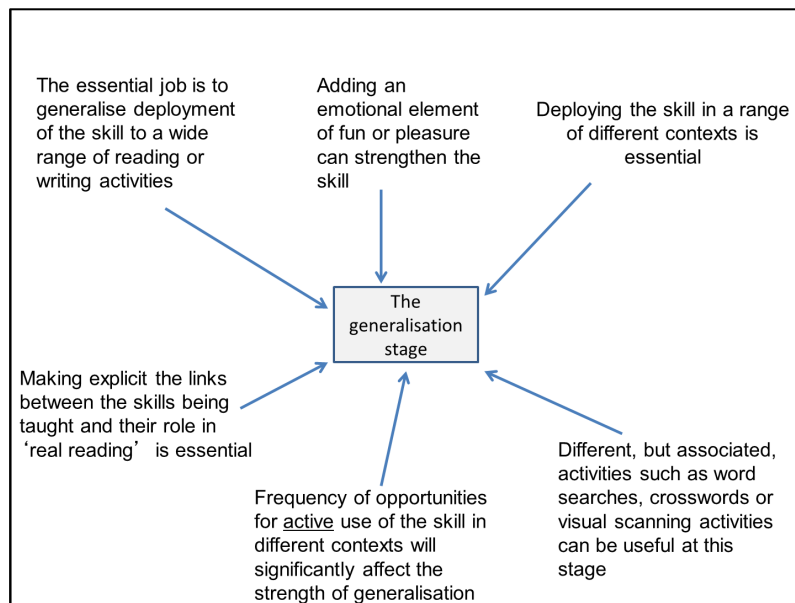 The essential job is to
generalise deployment
of the skill to a wide
range of reading or
writing activities
Adding an
emotional element
of fun or pleasure
can strengthen the
skill
Deploying the skill in a range
of different contexts is
essential
The
generalisation
stage
Making explicit the links
between the skills being
taught and their role in
‘real reading’ is essential
Frequency of opportunities
for active use of the skill in
different contexts will
significantly affect the
strength of generalisation
Different, but associated,
activities such as word
searches, crosswords or
visual scanning activities
can be useful at this
stage